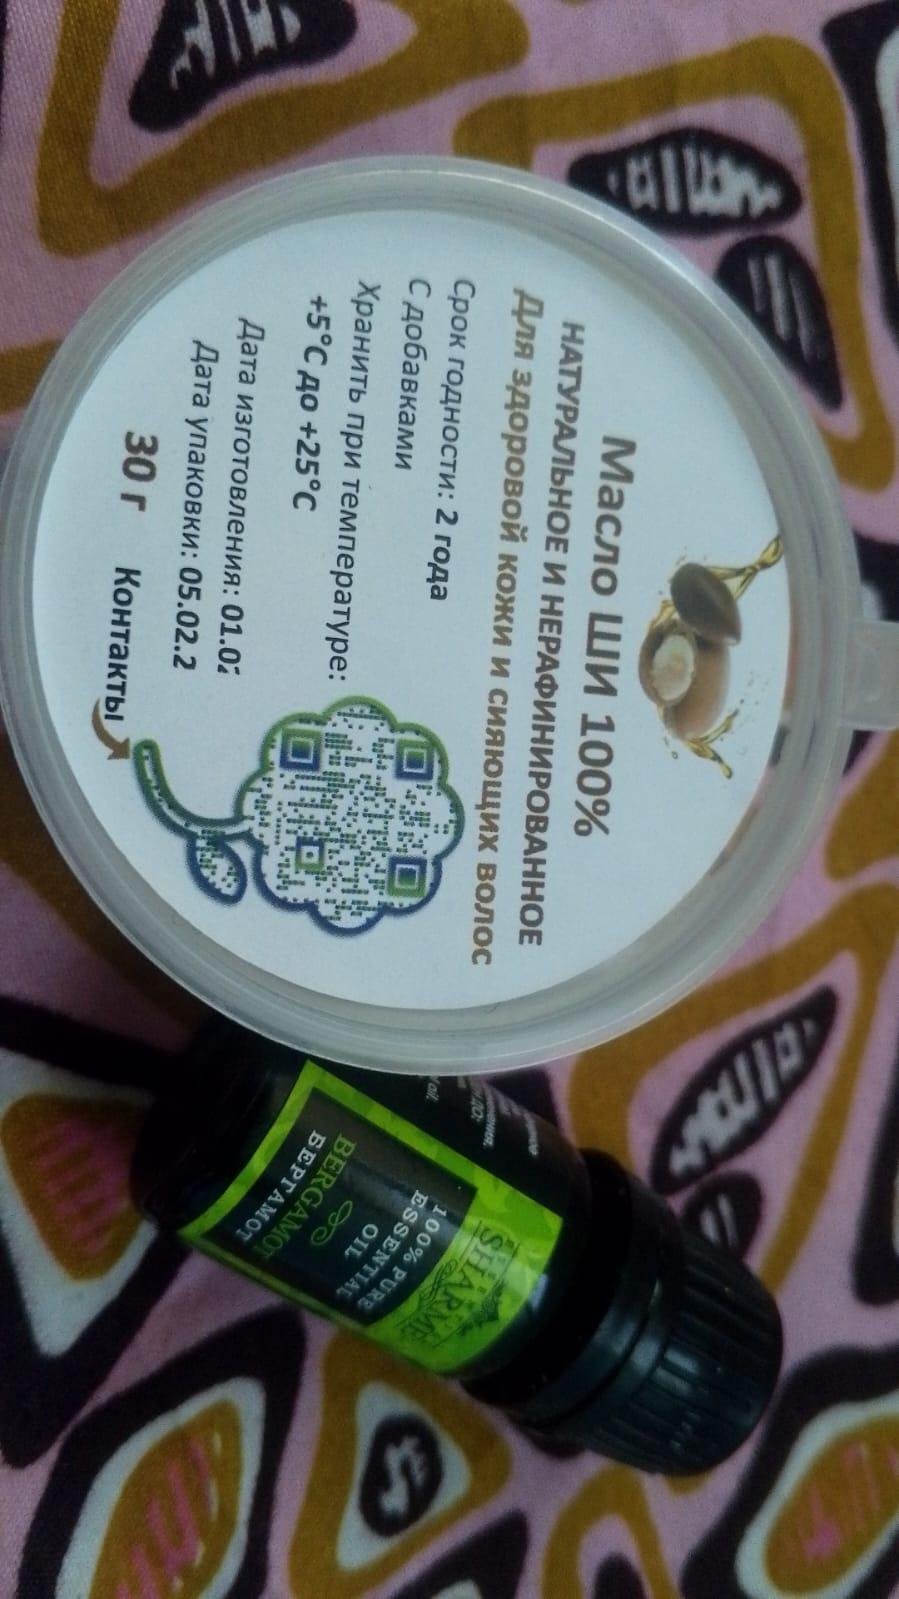 Масло ШИ 100%
НАТУРАЛЬНОЕ И НЕРАФИНИРОВАННОЕ
Для здоровой кожи и сияющих волос
Срок годности: 2 года
С добавками
Хранить при температуре:
+5°С до +25°С
Дата изготовления: 01.02
Дата упаковки: 05.02.2
30 г Контакты
SHARME
100% PURE
ESSENTIAL
OIL
BERGAMOT
БЕРГАМОТ
oil.